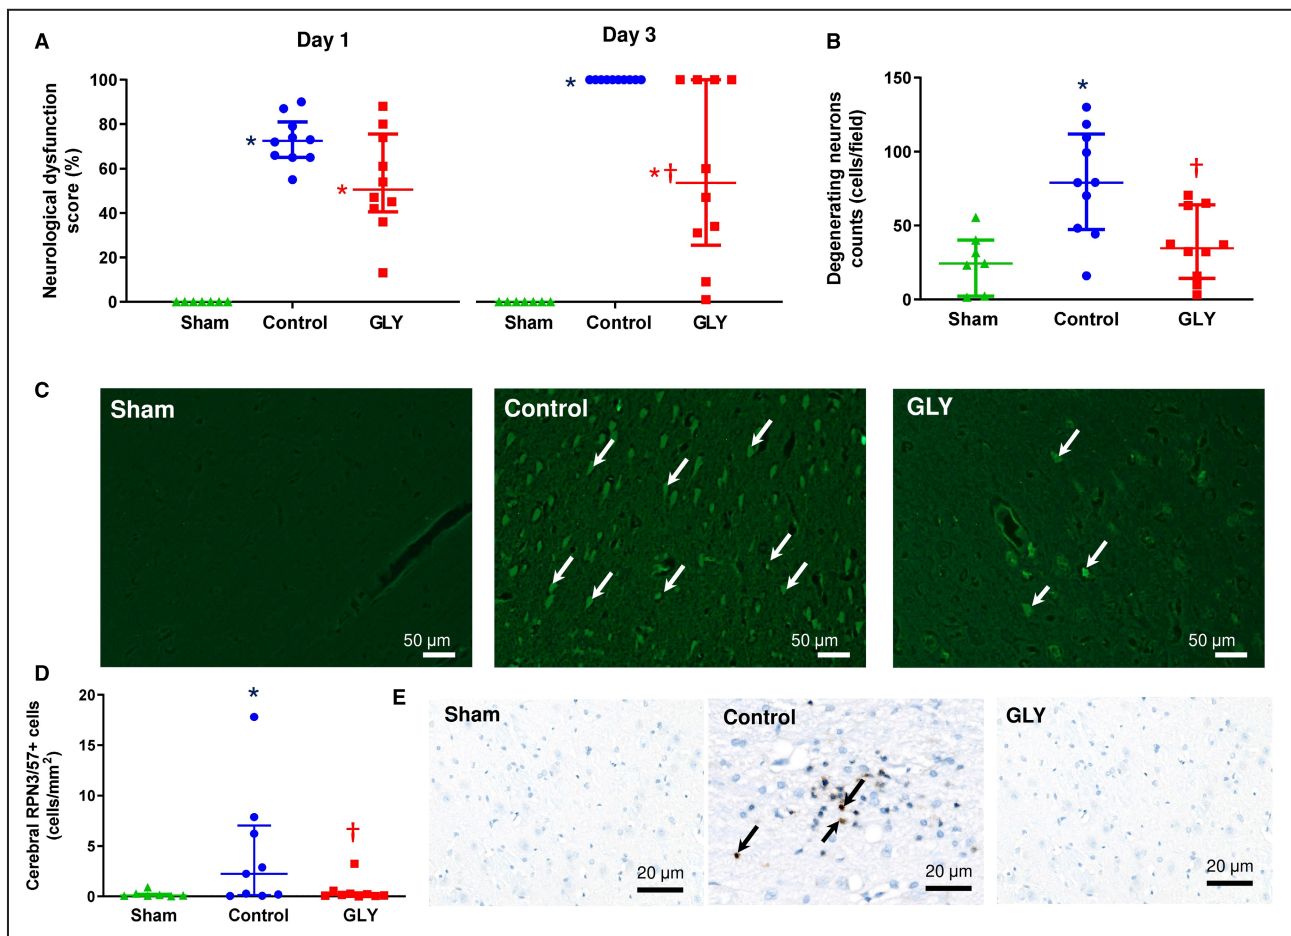 A
Day 1
Day 3
B
Neurological dysfunction
score (%)
100
80
60
40
20
0
*
*
*
*†
Sham
Control
GLY
Sham
Control
GLY
Degenerating neurons
counts (cells/field)
150
100
50
0
*
†
Sham
Control
GLY
C
Sham
50 µm
Control
50 µm
GLY
50 µm
D
Cerebral RPN3/57+ cells
(cells/mm2)
20
15
10
5
0
*
†
Sham
Control
GLY
E
Sham
20 µm
Control
20 µm
GLY
20 µm